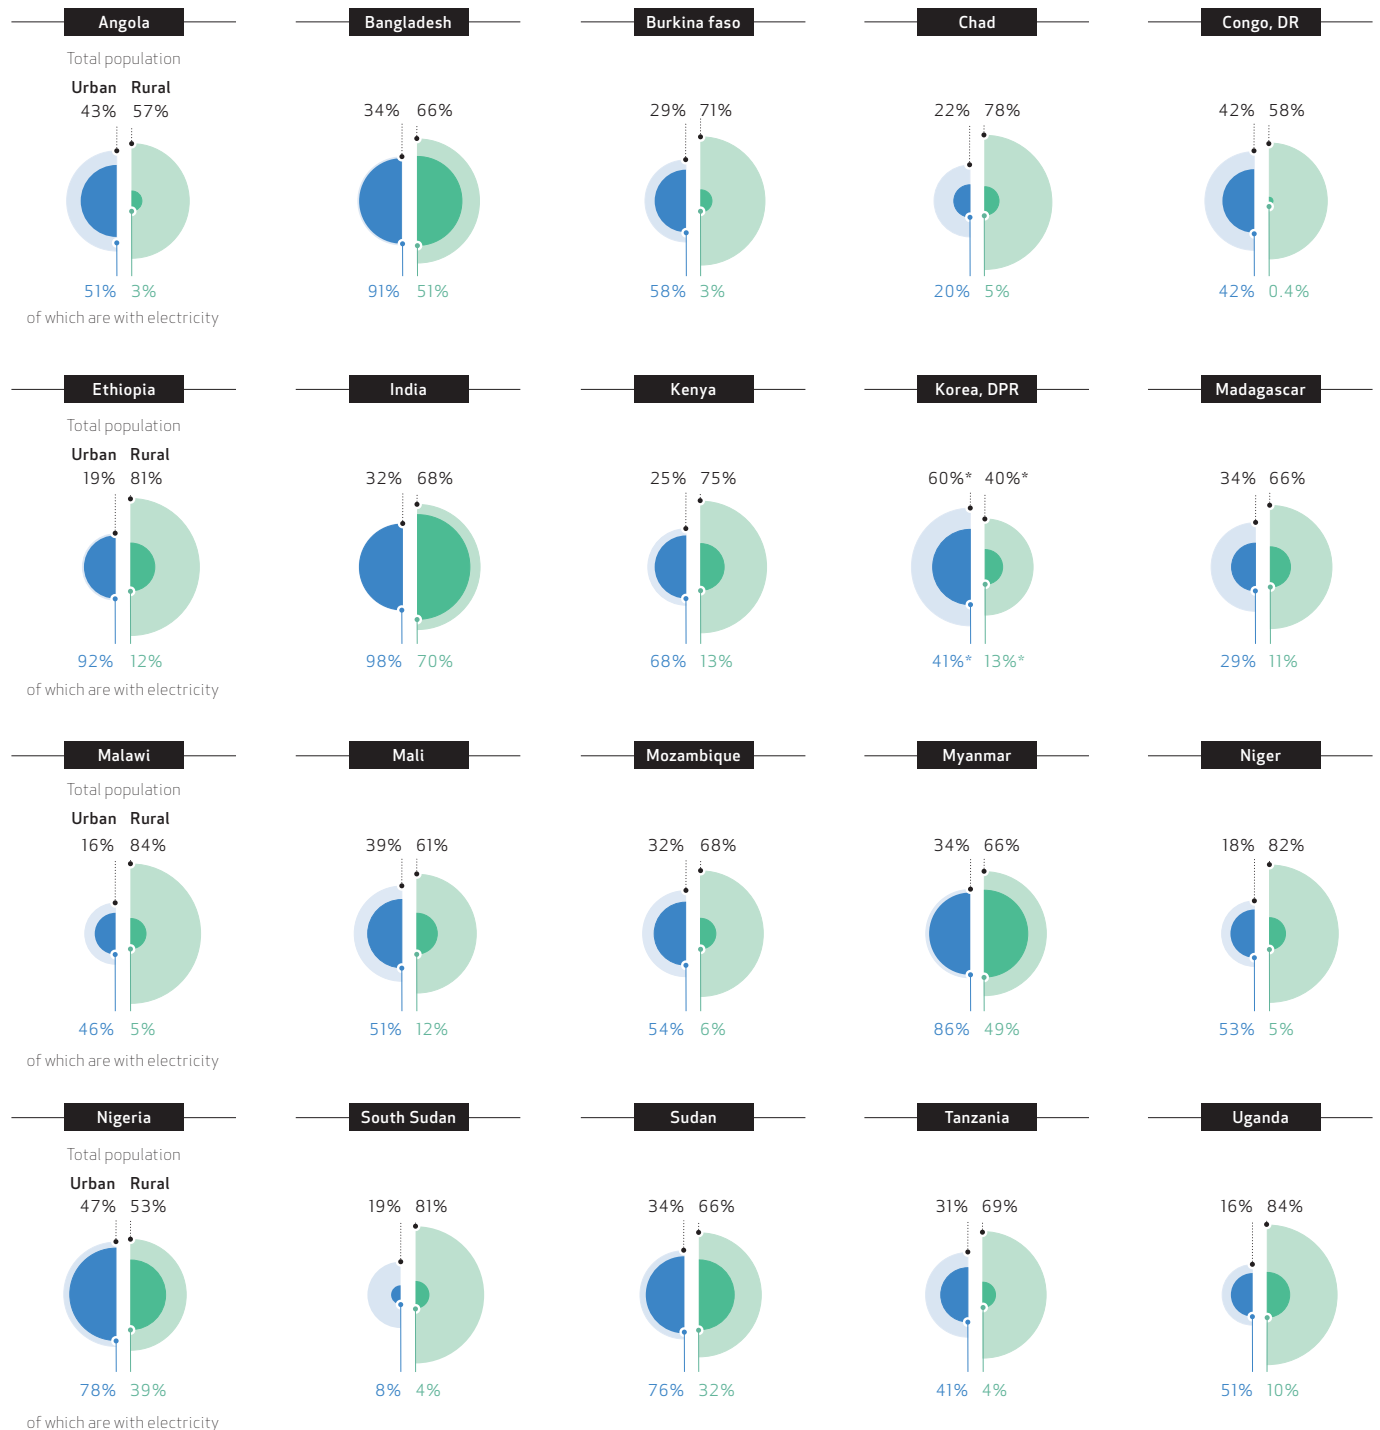 Angola Bangladesh Burkina faso Chad Congo, DR
Total population
Urban Rural
43% 57% 34% 66% 29% 71% 22% 78% 42% 58%
51% 3% 91% 51% 58% 3% 20% 5% 42% 0.4%
of which are with electricity
Ethiopia India Kenya Korea, DPR Madagascar
Total population
Urban Rural
19% 81% 32% 68% 25% 75% 60%* 40%* 34% 66%
92% 12% 98% 70% 68% 13% 41%* 13%* 29% 11%
of which are with electricity
Malawi Mali Mozambique Myanmar Niger
Total population
Urban Rural
16% 84% 39% 61% 32% 68% 34% 66% 18% 82%
46% 5% 51% 12% 54% 6% 86% 49% 53% 5%
of which are with electricity
Nigeria South Sudan Sudan Tanzania Uganda
Total population
Urban Rural
47% 53% 19% 81% 34% 66% 31% 69% 16% 84%
78% 39% 8% 4% 76% 32% 41% 4% 51% 10%
of which are with electricity